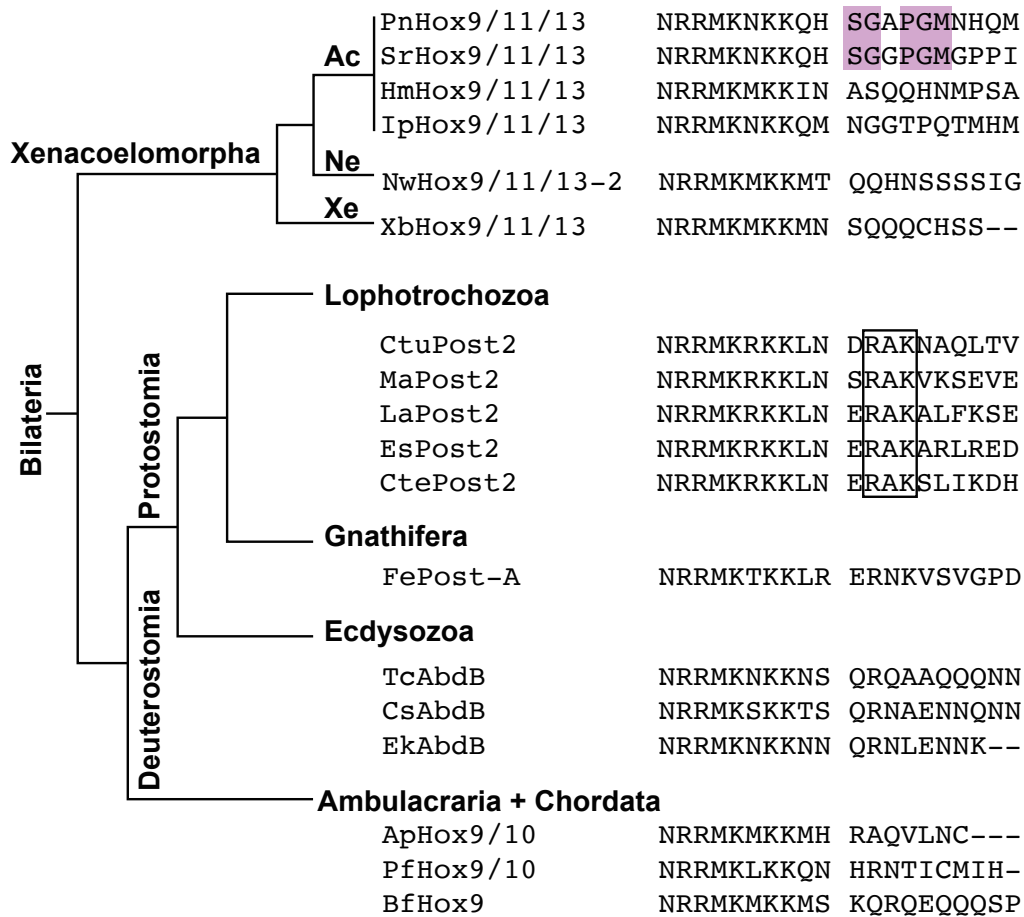 PnHox9/11/13 NRRMKNKKQH SGAPGMNHQM
Ac SrHox9/11/13 NRRMKNKKQH SGGPGMGPPI
HmHox9/11/13 NRRMKMKKIN ASQQHNMPSA
IpHox9/11/13 NRRMKNKKQM NGGTPQTMHM
Xenacoelomorpha
Ne
NwHox9/11/13-2 NRRMKMKKMT QQHNSSSSIG
Xe
XbHox9/11/13 NRRMKMKKMN SQQQCHSS--
Lophotrochozoa
CtuPost2 NRRMKRKKLN DRAKNAQLTV
MaPost2 NRRMKRKKLN SRAKVKSEVE
LaPost2 NRRMKRKKLN ERAKALFKSE
EsPost2 NRRMKRKKLN ERAKARLRED
CtePost2 NRRMKRKKLN ERAKSLIKDH
Bilateria
Protostomia
Gnathifera
FePost-A NRRMKTKKLR ERNKVSVGPD
Ecdysozoa
TcAbdB NRRMKNKKNS QRQAAQQQNN
CsAbdB NRRMKSKKTS QRNAENNQNN
EkAbdB NRRMKNKKNN QRNLENNK--
Deuterostomia
Ambulacraria + Chordata
ApHox9/10 NRRMKMKKMH RAQVLNC---
PfHox9/10 NRRMKLKKQN HRNTICMIH-
BfHox9 NRRMKMKKMS KQRQEQQQSP